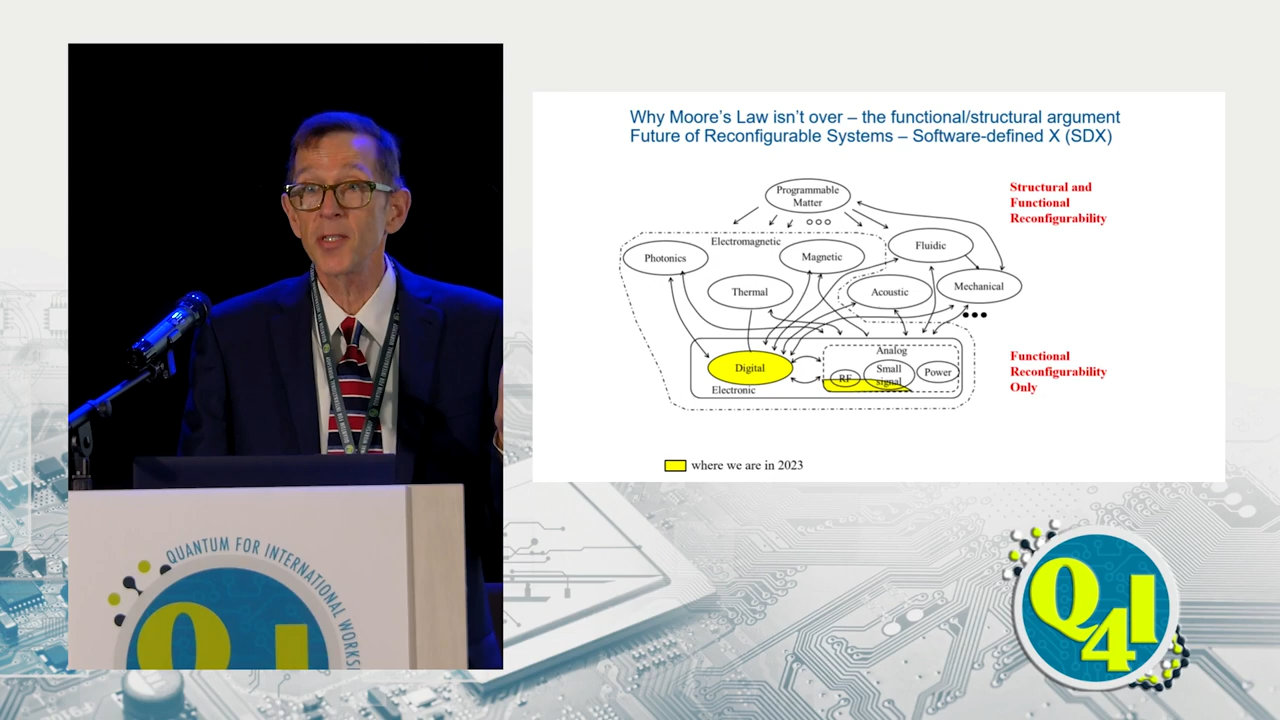 Why Moore's Law isn't over – the functional/structural argument
Future of Reconfigurable Systems – Software-defined X (SDX)
Programmable
Matter
Structural and
Functional
Reconfigurability
Electromagnetic
Photonics
Magnetic
Fluidic
Thermal
Acoustic
Mechanical
Analog
Digital
RF
Small
signal
Power
Electronic
Functional
Reconfigurability
Only
where we are in 2023
QUANTUM FOR INTERNATIONAL WORKS
Q4I